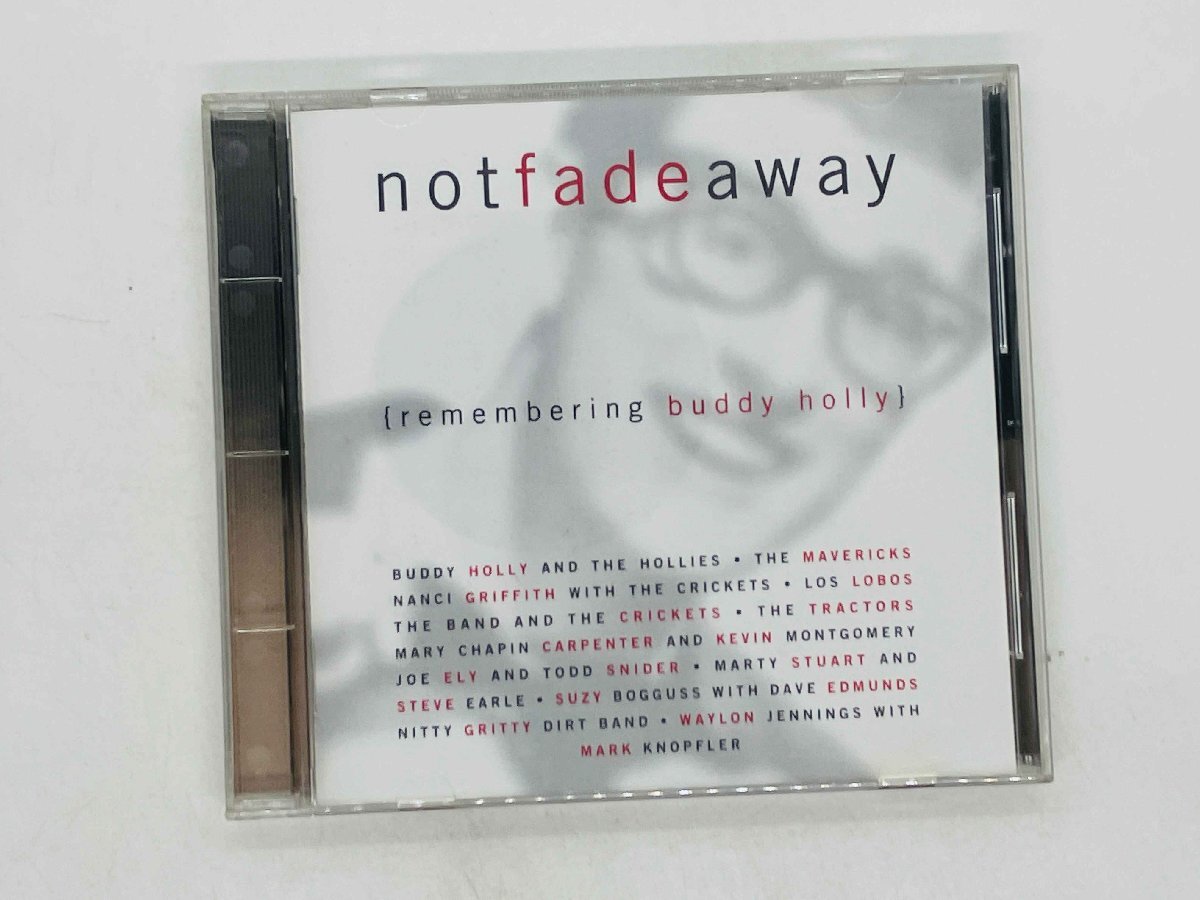 notfadeaway
{remembering buddy holly}
BUDDY HOLLY AND THE HOLLIES • THE MAVERICKS
NANCI GRIFFITH WITH THE CRICKETS • LOS LOBOS
THE BAND AND THE CRICKETS • THE TRACTORS
MARY CHAPIN CARPENTER AND KEVIN MONTGOMERY
JOE ELY AND TODD SNIDER • MARTY STUART AND
STEVE EARLE • SUZY BOGGUSS WITH DAVE EDMUNDS
NITTY GRITTY DIRT BAND • WAYLON JENNINGS WITH
MARK KNOPFLER